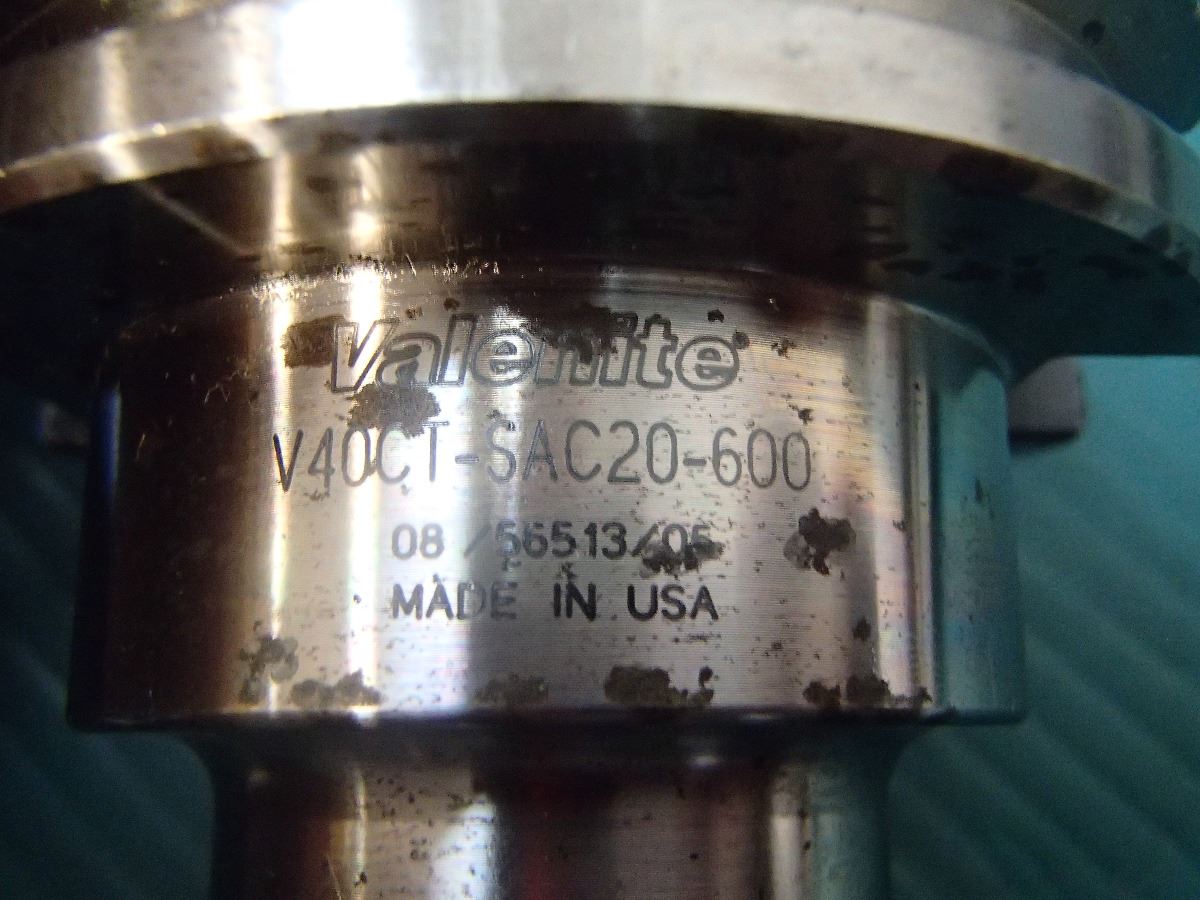 Valenite
V40CT-SAC20-600
08 /56513/05
MADE IN USA